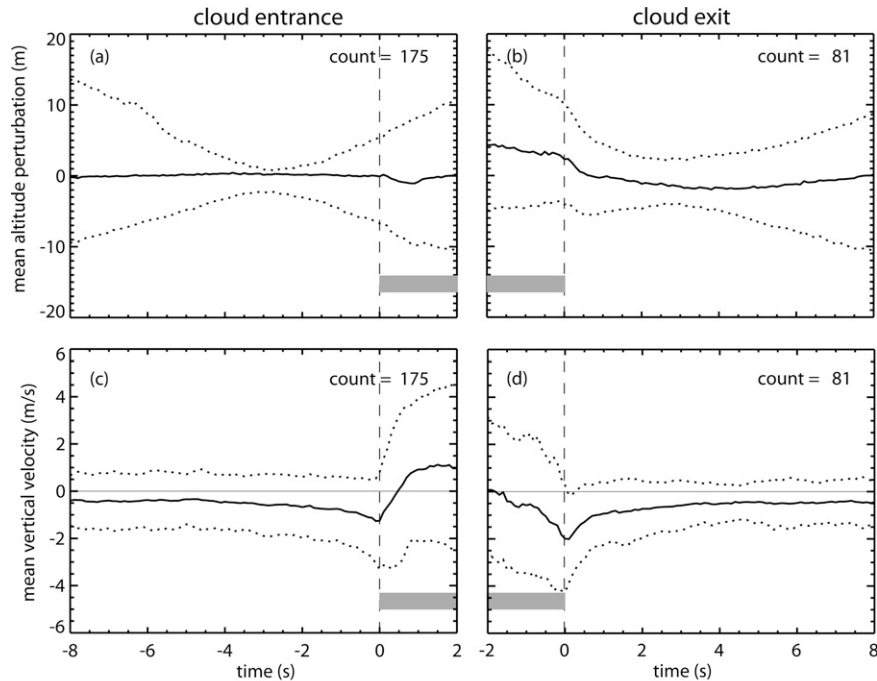 cloud entrance
cloud exit
mean altitude perturbation (m)
20
10
0
-10
-20
(a)
count = 175
(b)
count = 81
mean vertical velocity (m/s)
6
4
2
0
-2
-4
-6
(c)
count = 175
(d)
count = 81
-8 -6 -4 -2 0 2
-2 0 2 4 6 8
time (s)
time (s)